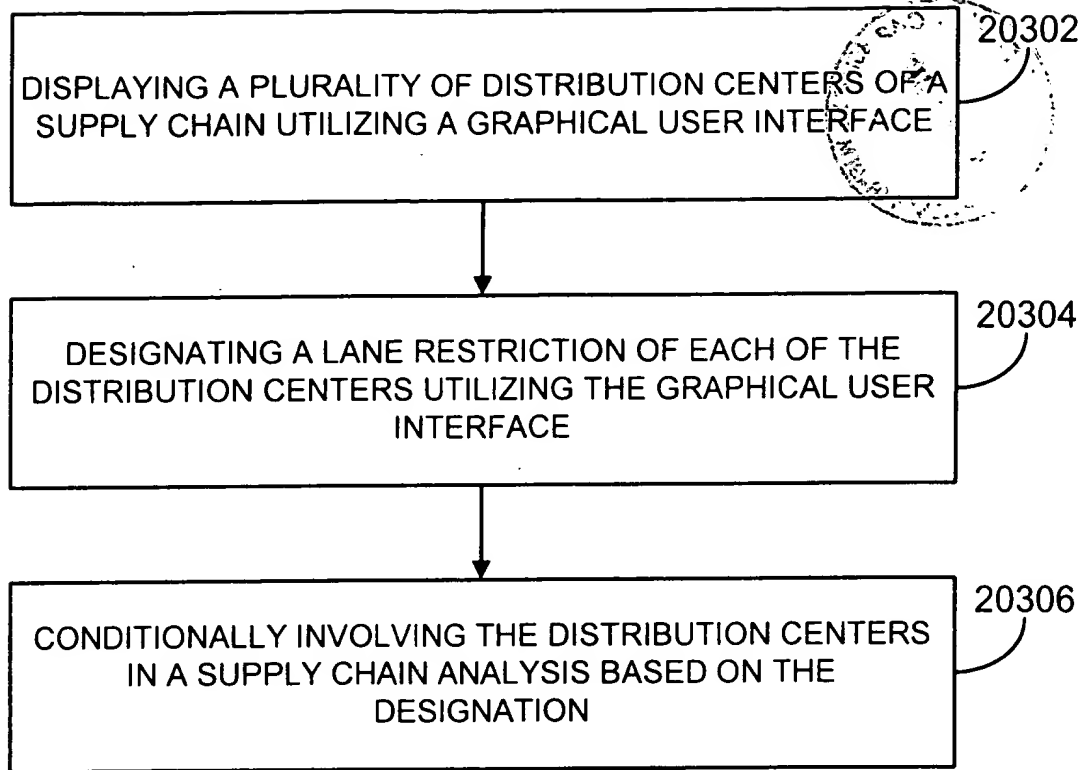 20302
DISPLAYING A PLURALITY OF DISTRIBUTION CENTERS OF A
SUPPLY CHAIN UTILIZING A GRAPHICAL USER INTERFACE
20304
DESIGNATING A LANE RESTRICTION OF EACH OF THE
DISTRIBUTION CENTERS UTILIZING THE GRAPHICAL USER
INTERFACE
20306
CONDITIONALLY INVOLVING THE DISTRIBUTION CENTERS
IN A SUPPLY CHAIN ANALYSIS BASED ON THE
DESIGNATION